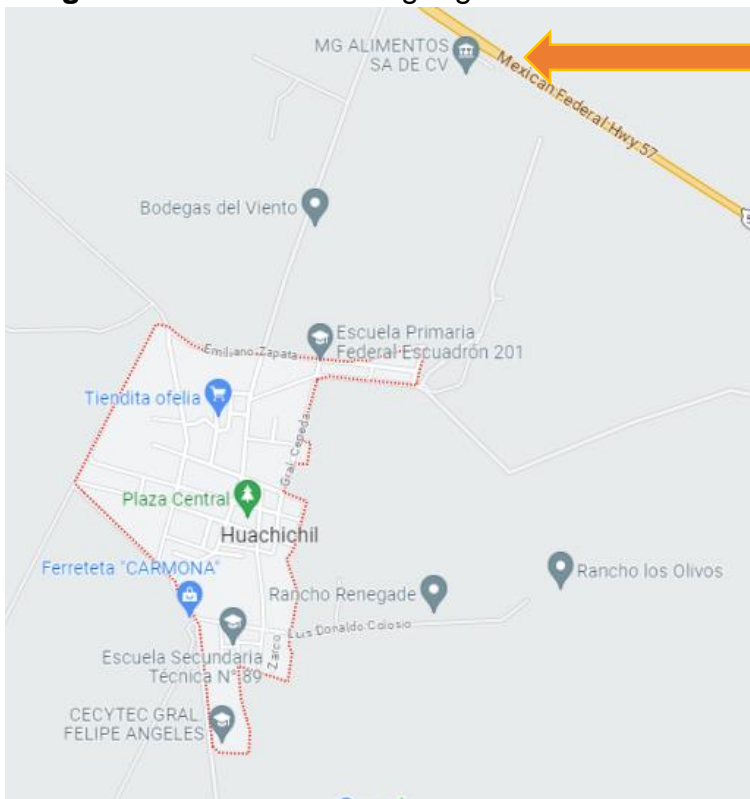 MG ALIMENTOS
SA DE CV
Mexican Federal Hwy 57
Bodegas del Viento
Escuela Primaria
Federal Escuadrón 201
Emiliano Zapata
Tiendita ofelia
Gral. Cepeda
Plaza Central
Huachichil
Ferreteta "CARMONA"
Rancho los Olivos
Rancho Renegade
Luis Donaldo Colosio
Zarco
Escuela Secundaria
Técnica N° 89
CECYTEC GRAL.
FELIPE ANGELES